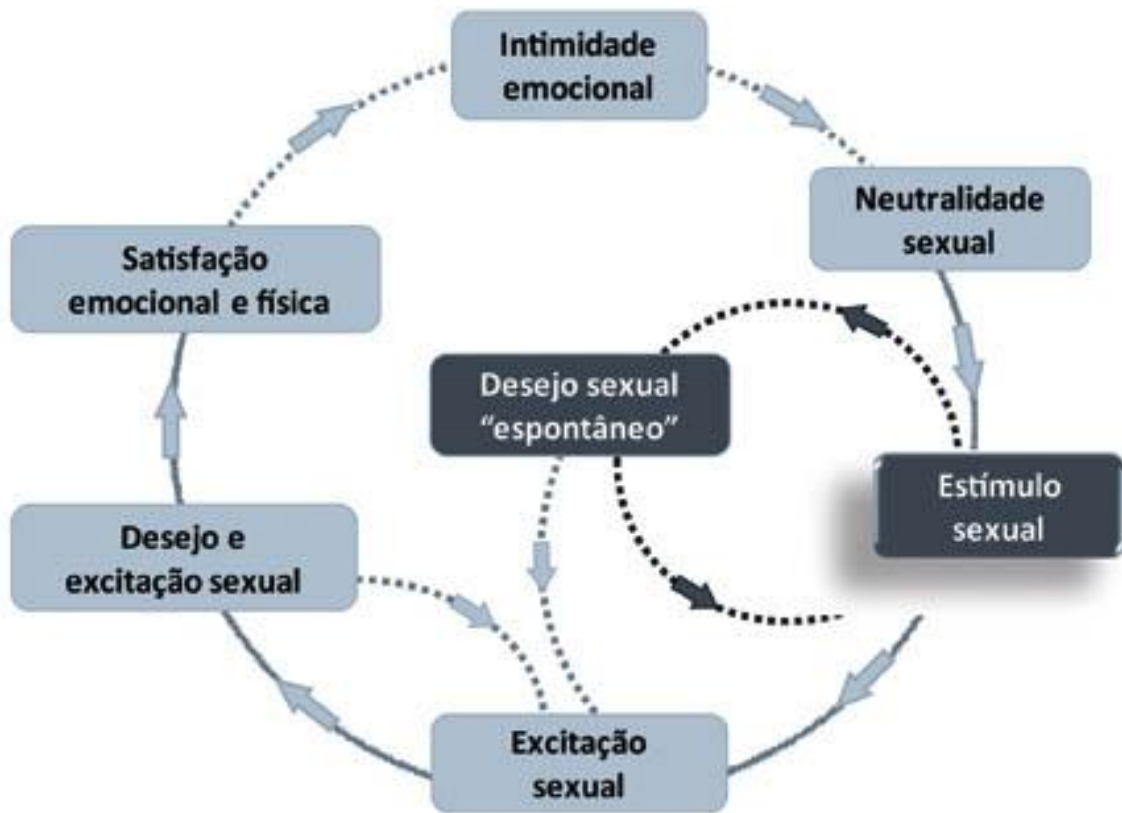 Intimidade
emocional
Neutralidade
sexual
Satisfação
emocional e física
Desejo sexual
“espontâneo”
Estímulo
sexual
Desejo e
excitação sexual
Excitação
sexual